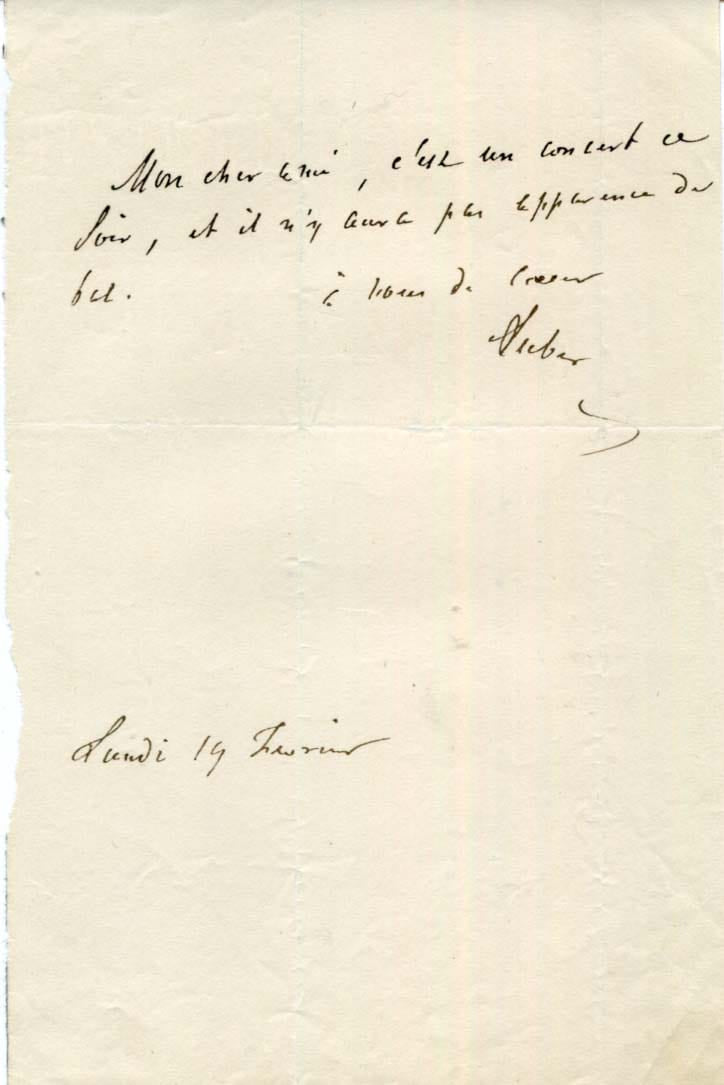 Mon cher ami, c'est un concert ce
soir, et il n'y aura pas apparence de
bal.
à vous de coeur
Auber
Lundi 19 Février